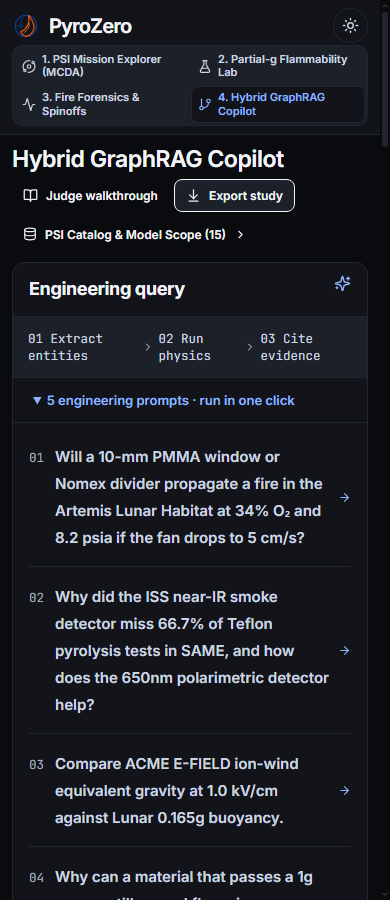 PyroZero
1. PSI Mission Explorer
(MCDA)
2. Partial-g Flammability
Lab
3. Fire Forensics &
Spinoffs
4. Hybrid GraphRAG
Copilot
Hybrid GraphRAG Copilot
Judge walkthrough
Export study
PSI Catalog & Model Scope (15)
Engineering query
01 Extract
entities
02 Run
physics
03 Cite
evidence
▼ 5 engineering prompts · run in one click
01
Will a 10-mm PMMA window or
Nomex divider propagate a fire in the
Artemis Lunar Habitat at 34% O₂ and
8.2 psia if the fan drops to 5 cm/s?
02
Why did the ISS near-IR smoke
detector miss 66.7% of Teflon
pyrolysis tests in SAME, and how
does the 650nm polarimetric detector
help?
03
Compare ACME E-FIELD ion-wind
equivalent gravity at 1.0 kV/cm
against Lunar 0.165g buoyancy.
04
Why can a material that passes a 1g